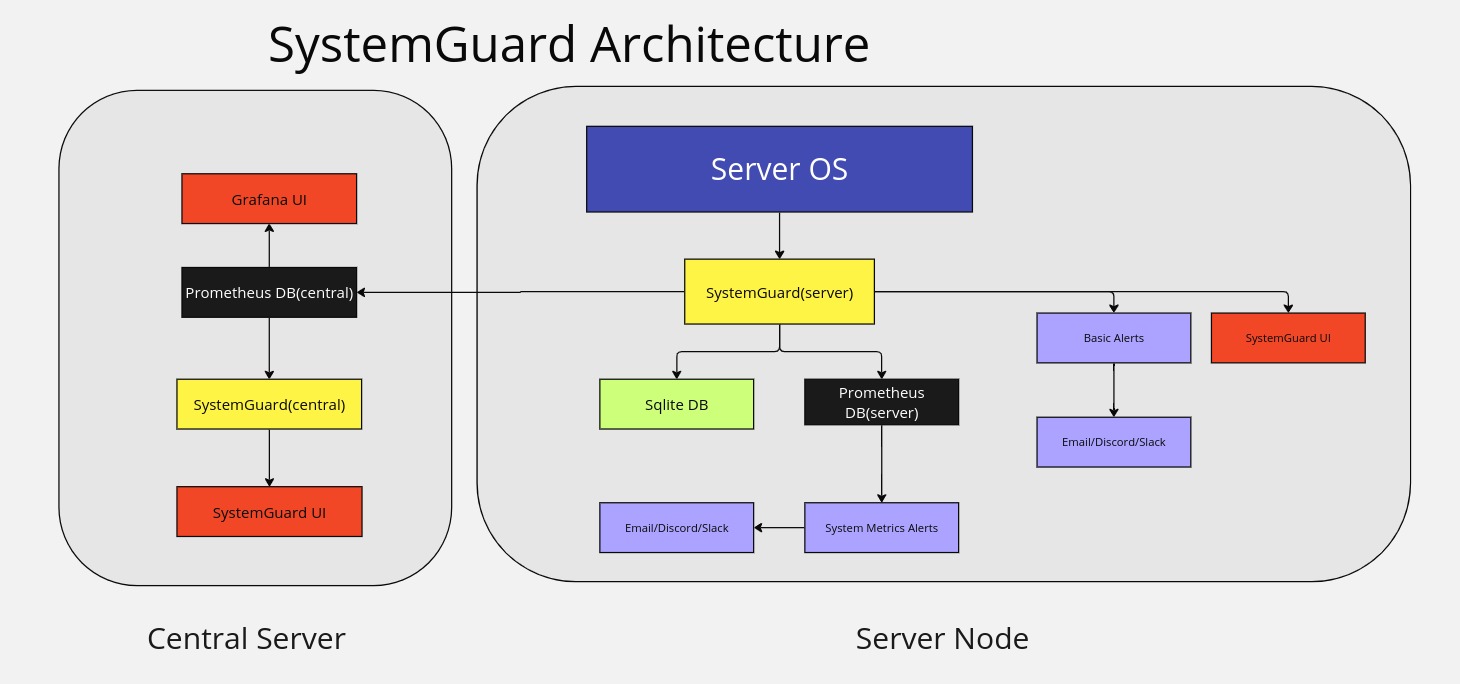 SystemGuard Architecture
Grafana UI
Prometheus DB(central)
SystemGuard(central)
SystemGuard UI
Central Server
Server OS
SystemGuard(server)
Sqlite DB
Prometheus
DB(server)
Basic Alerts
SystemGuard UI
Email/Discord/Slack
Email/Discord/Slack
System Metrics Alerts
Server Node